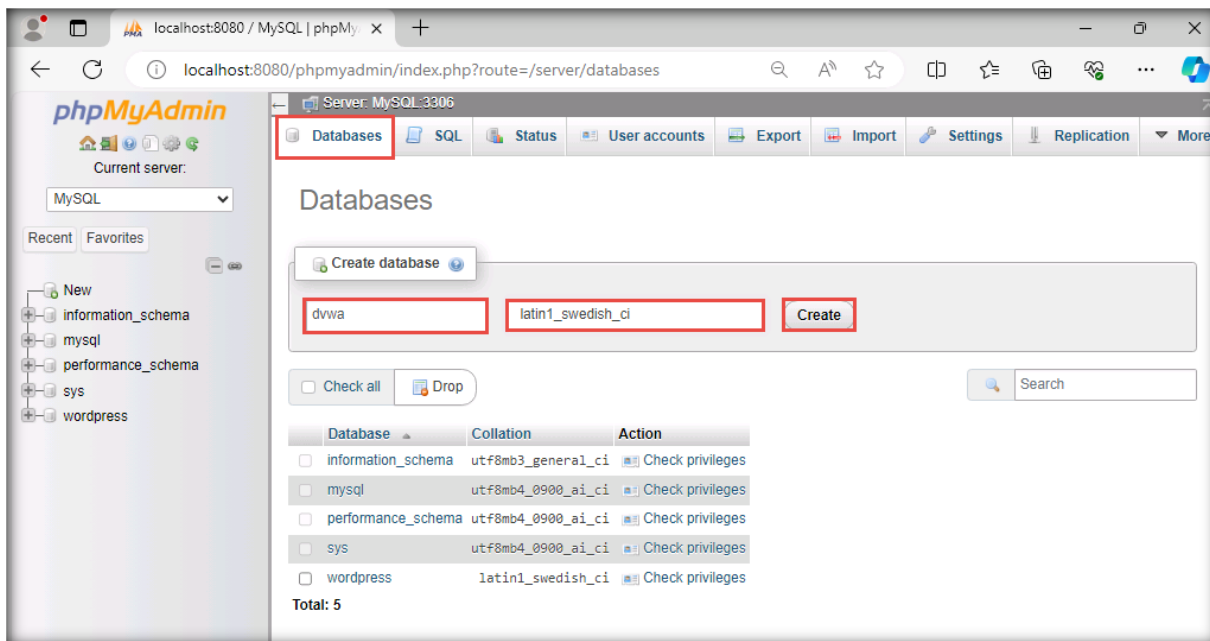 localhost:8080 / MySQL | phpMy
localhost:8080/phpmyadmin/index.php?route=/server/databases
phpMyAdmin
Current server:
MySQL
Recent Favorites
New
information_schema
mysql
performance_schema
sys
wordpress
Server: MySQL:3306
Databases SQL Status User accounts Export Import Settings Replication More
Databases
Create database
dvwa latin1_swedish_ci Create
Check all Drop Search
Database Collation Action
information_schema utf8mb3_general_ci Check privileges
mysql utf8mb4_0900_ai_ci Check privileges
performance_schema utf8mb4_0900_ai_ci Check privileges
sys utf8mb4_0900_ai_ci Check privileges
wordpress latin1_swedish_ci Check privileges
Total: 5